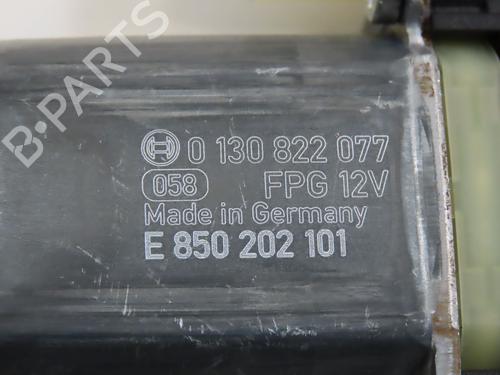 B-PARTS
0 130 822 077
058 FPG 12V
Made in Germany
E 850 202 101